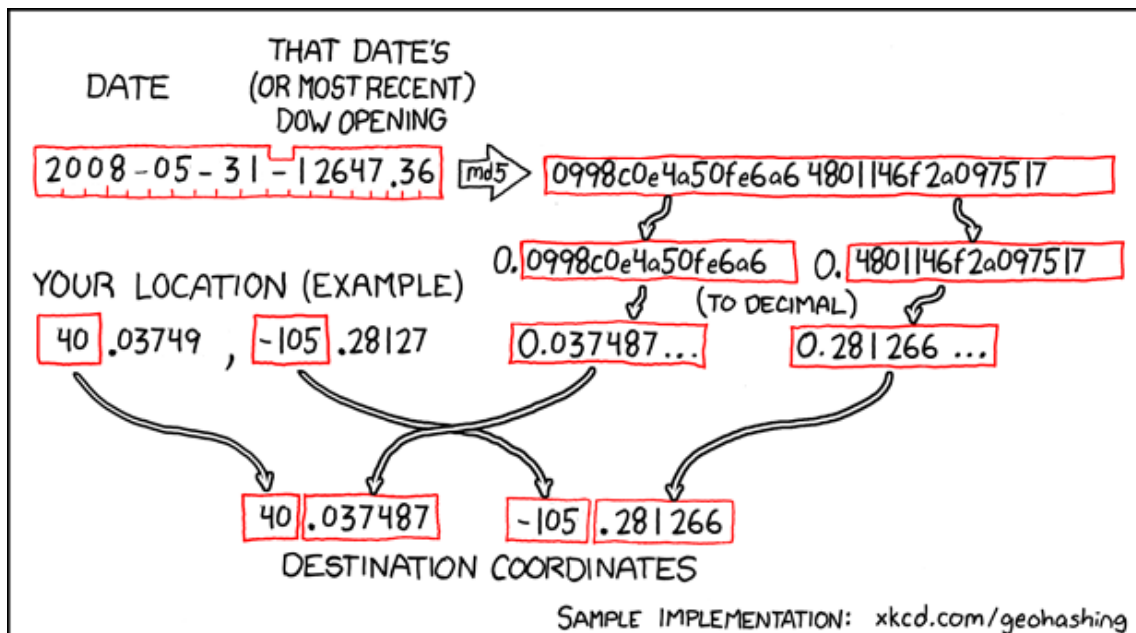 DATE
THAT DATE'S
(OR MOST RECENT)
DOW OPENING
2008-05-31-12647.36
md5
0998c0e4a50fe6a64801146f2a097517
0.0998c0e4a50fe6a6
0.4801146f2a097517
YOUR LOCATION (EXAMPLE)
(TO DECIMAL)
40.03749, -105.28127
0.037487...
0.281266...
40.037487
-105.281266
DESTINATION COORDINATES
SAMPLE IMPLEMENTATION: xkcd.com/geohashing